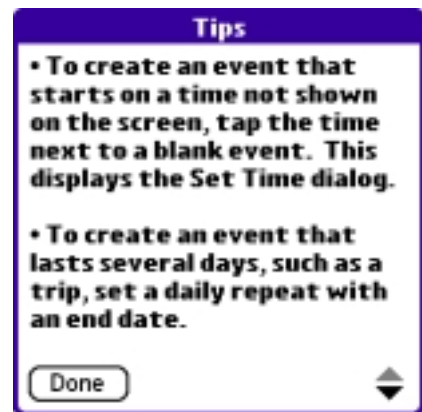 Tips
• To create an event that
starts on a time not shown
on the screen, tap the time
next to a blank event.  This
displays the Set Time dialog.
• To create an event that
lasts several days, such as a
trip, set a daily repeat with
an end date.
Done